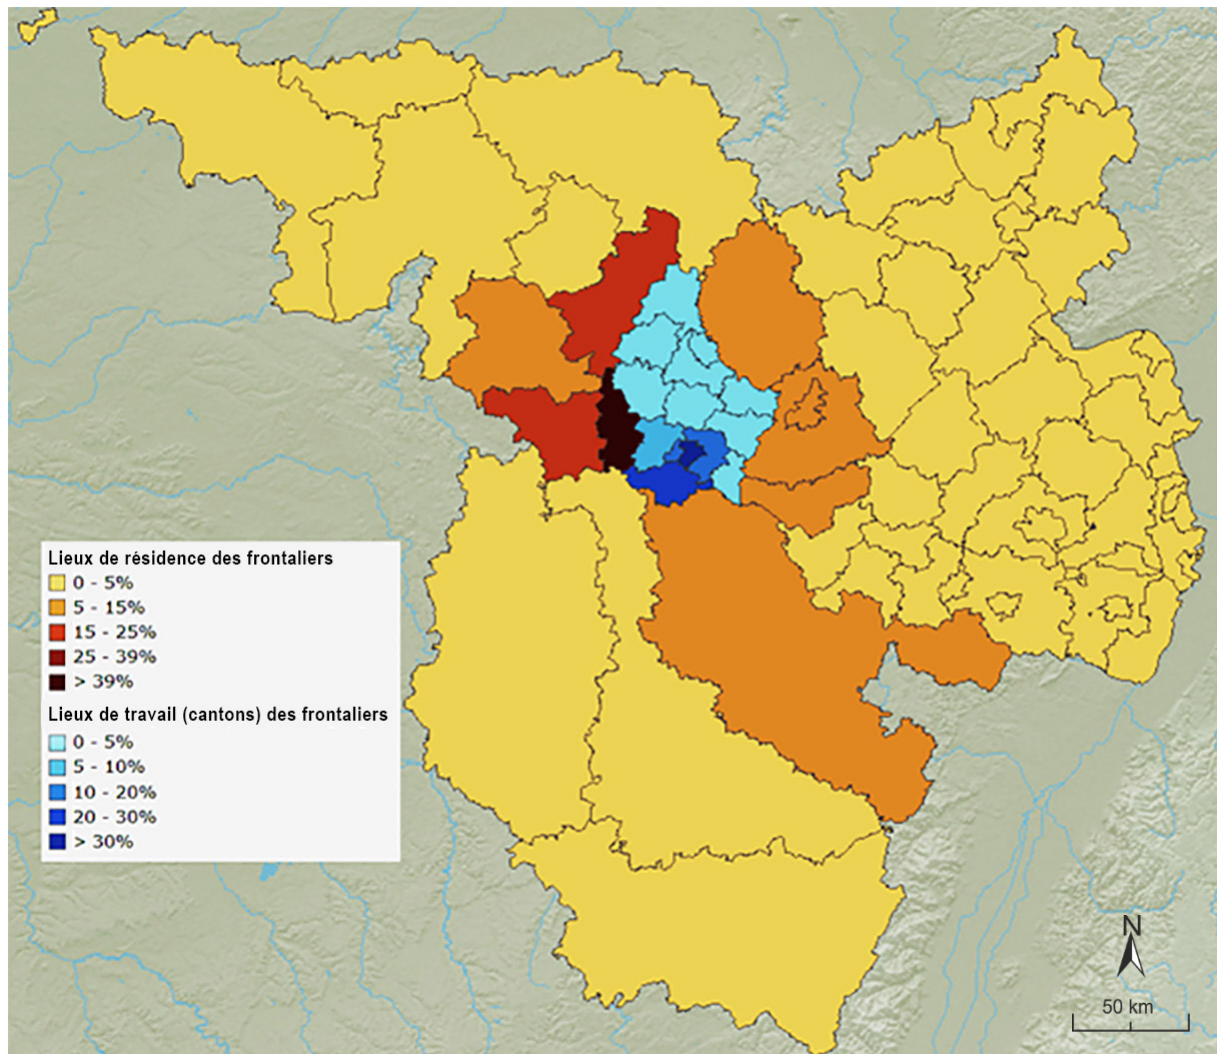 Lieux de résidence des frontaliers
0 - 5%
5 - 15%
15 - 25%
25 - 39%
> 39%
Lieux de travail (cantons) des frontaliers
0 - 5%
5 - 10%
10 - 20%
20 - 30%
> 30%
N
50 km